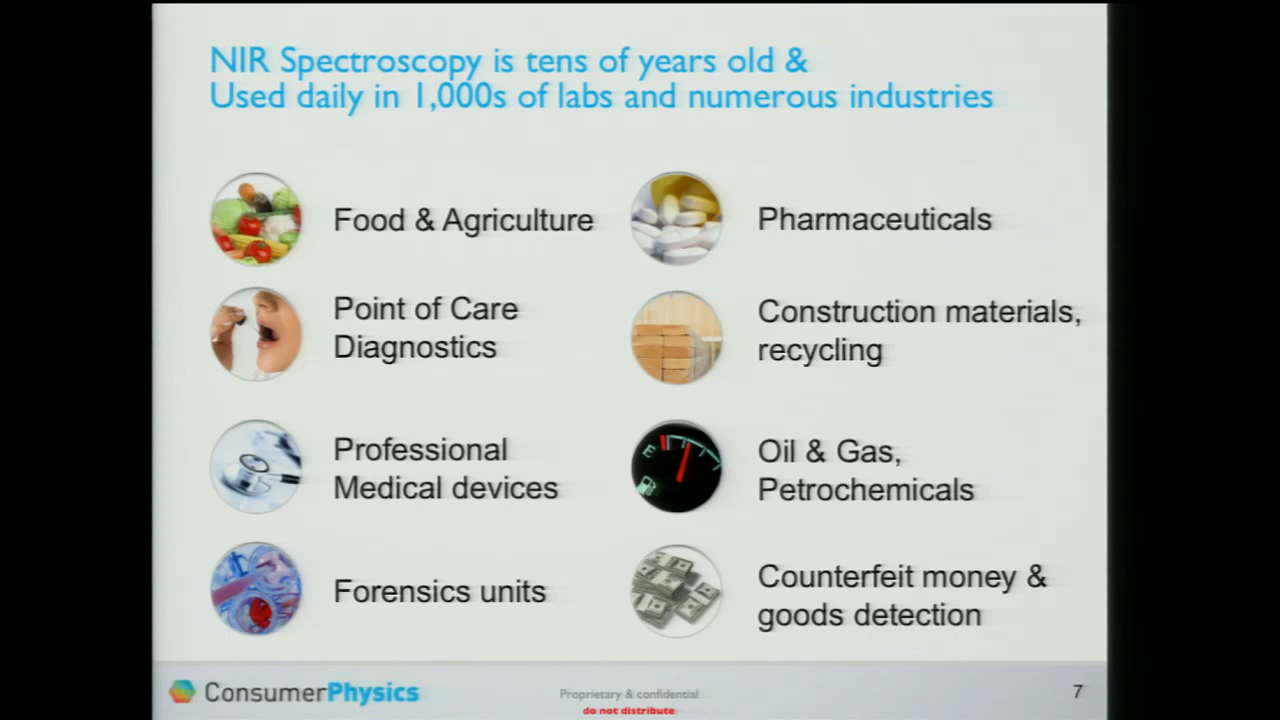 NIR Spectroscopy is tens of years old &
Used daily in 1,000s of labs and numerous industries
Food & Agriculture
Pharmaceuticals
Point of Care
Diagnostics
Construction materials,
recycling
Professional
Medical devices
E
Oil & Gas,
Petrochemicals
Forensics units
Counterfeit money &
goods detection
ConsumerPhysics
Proprietary & confidential
do not distribute
7